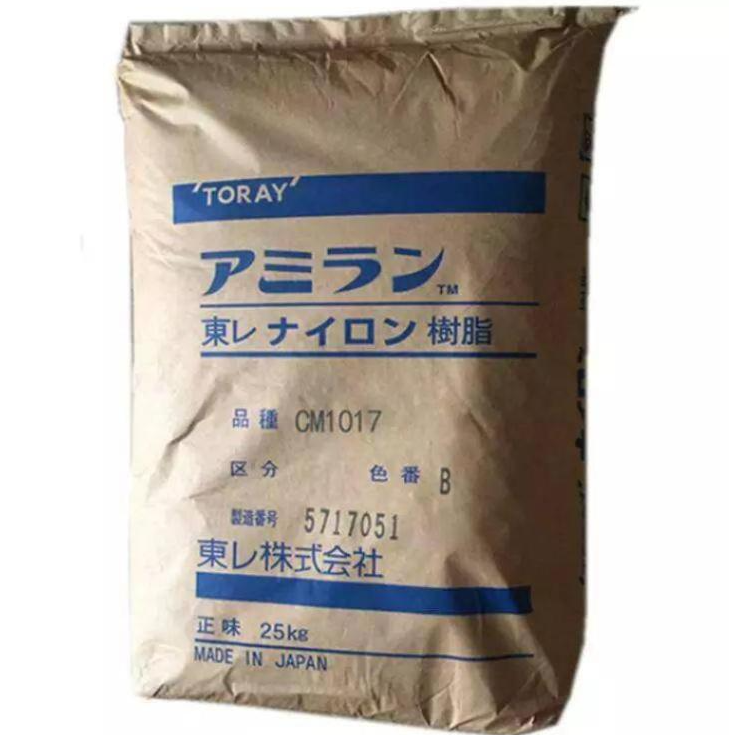 'TORAY'
アミラン™
東レ ナイロン 樹脂
品種 CM1017
区分 色番 B
製造番号 5717051
東レ株式会社
正味 25kg
MADE IN JAPAN